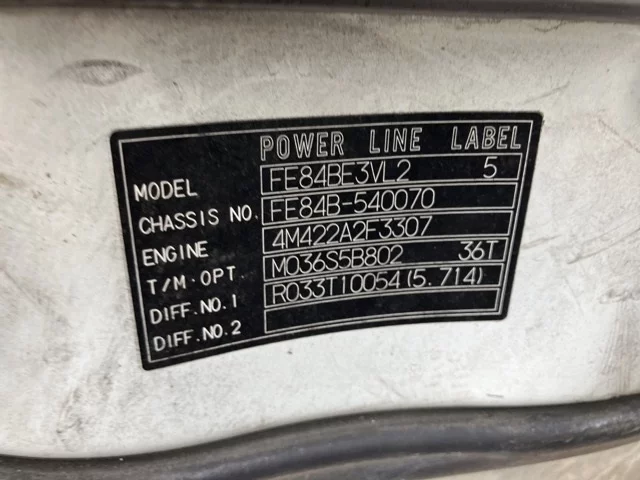 POWER LINE LABEL
MODEL FE84BE3VL2 5
CHASSIS NO. FE84B-540070
ENGINE 4M422A2F3307
T/M·OPT. M036S5B802 36T
DIFF.NO.1 R033T10054(5.714)
DIFF.NO.2